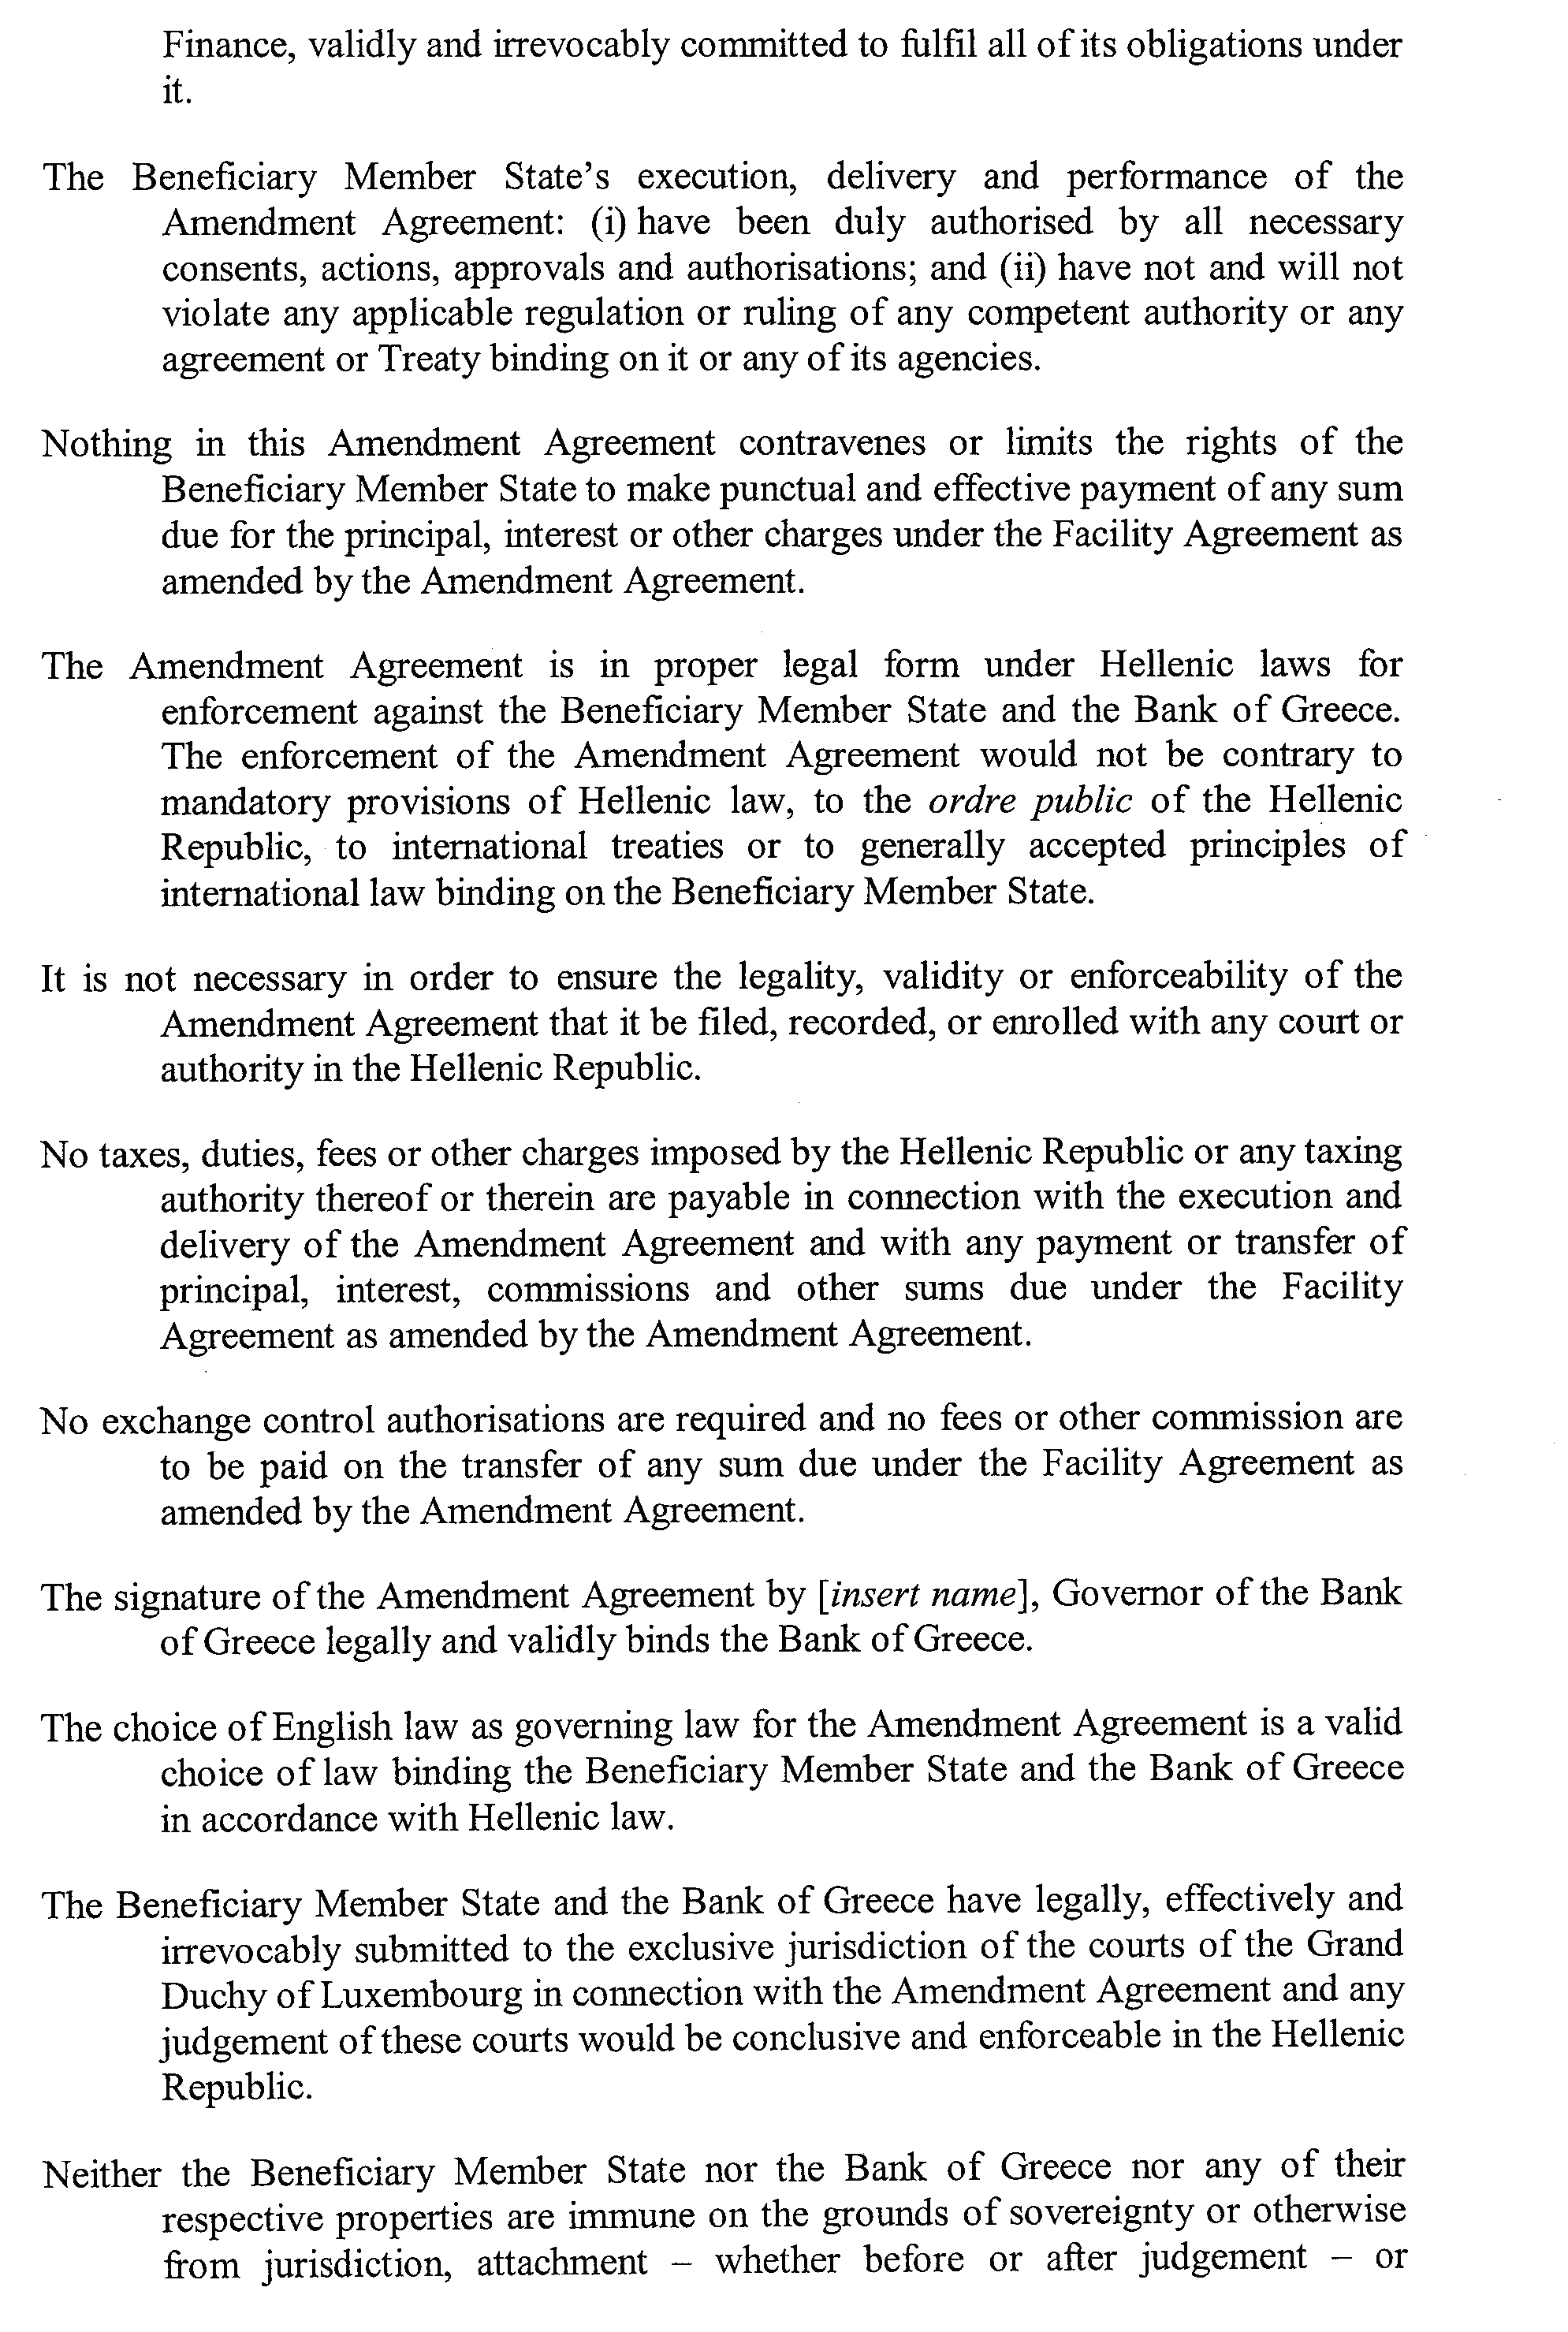 Finance, validly and irrevocably committed to fulfil all of its obligations under
it.
The Beneficiary Member State’s execution, delivery and performance of the
Amendment Agreement: (i) have been duly authorised by all necessary
consents, actions, approvals and authorisations; and (ii) have not and will not
violate any applicable regulation or ruling of any competent authority or any
agreement or Treaty binding on it or any of its agencies.
Nothing in this Amendment Agreement contravenes or limits the rights of the
Beneficiary Member State to make punctual and effective payment of any sum
due for the principal, interest or other charges under the Facility Agreement as
amended by the Amendment Agreement.
The Amendment Agreement is in proper legal form under Hellenic laws for
enforcement against the Beneficiary Member State and the Bank of Greece.
The enforcement of the Amendment Agreement would not be contrary to
mandatory provisions of Hellenic law, to the ordre public of the Hellenic
Republic, to international treaties or to generally accepted principles of
international law binding on the Beneficiary Member State.
It is not necessary in order to ensure the legality, validity or enforceability of the
Amendment Agreement that it be filed, recorded, or enrolled with any court or
authority in the Hellenic Republic.
No taxes, duties, fees or other charges imposed by the Hellenic Republic or any taxing
authority thereof or therein are payable in connection with the execution and
delivery of the Amendment Agreement and with any payment or transfer of
principal, interest, commissions and other sums due under the Facility
Agreement as amended by the Amendment Agreement.
No exchange control authorisations are required and no fees or other commission are
to be paid on the transfer of any sum due under the Facility Agreement as
amended by the Amendment Agreement.
The signature of the Amendment Agreement by [insert name], Governor of the Bank
of Greece legally and validly binds the Bank of Greece.
The choice of English law as governing law for the Amendment Agreement is a valid
choice of law binding the Beneficiary Member State and the Bank of Greece
in accordance with Hellenic law.
The Beneficiary Member State and the Bank of Greece have legally, effectively and
irrevocably submitted to the exclusive jurisdiction of the courts of the Grand
Duchy of Luxembourg in connection with the Amendment Agreement and any
judgement of these courts would be conclusive and enforceable in the Hellenic
Republic.
Neither the Beneficiary Member State nor the Bank of Greece nor any of their
respective properties are immune on the grounds of sovereignty or otherwise
from jurisdiction, attachment – whether before or after judgement – or